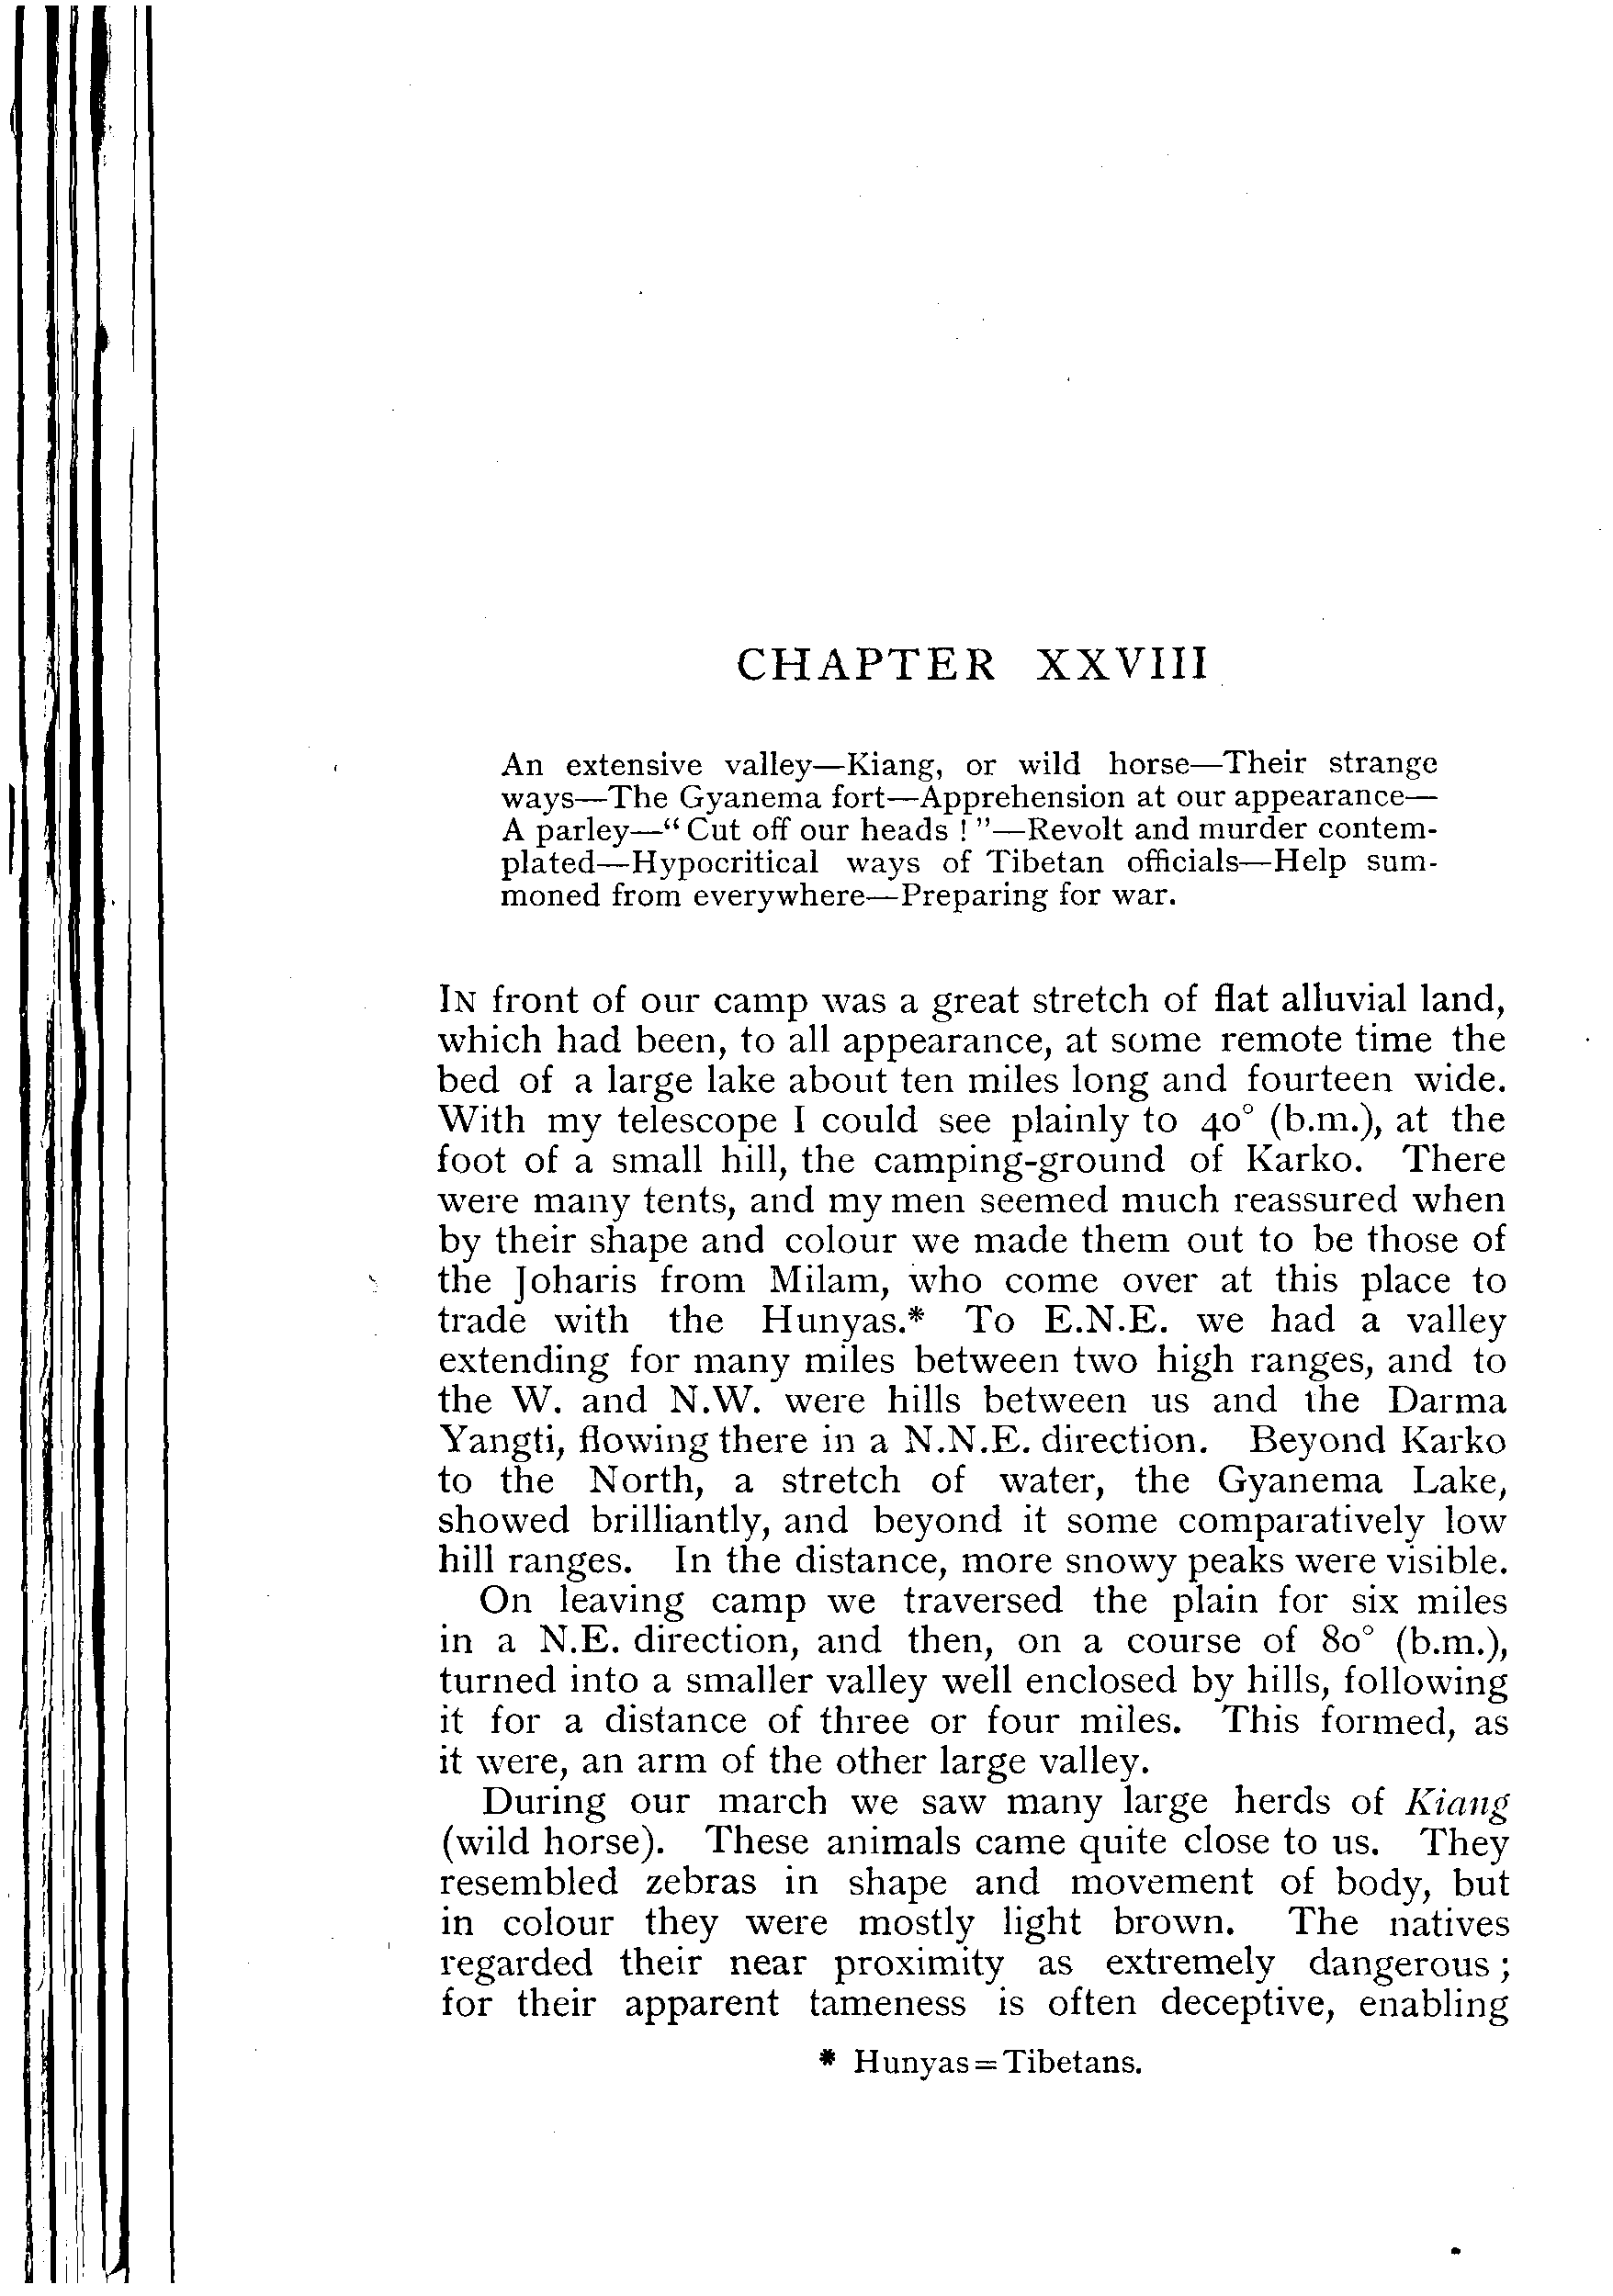 CHAPTER XXVIII
An extensive valley—Kiang, or wild horse—Their strange
ways—The Gyanema fort—Apprehension at our appearance—
A parley—“Cut off our heads !”—Revolt and murder contem-
plated—Hypocritical ways of Tibetan officials—Help sum-
moned from everywhere—Preparing for war.
IN front of our camp was a great stretch of flat alluvial land,
which had been, to all appearance, at some remote time the
bed of a large lake about ten miles long and fourteen wide.
With my telescope I could see plainly to 40° (b.m.), at the
foot of a small hill, the camping-ground of Karko. There
were many tents, and my men seemed much reassured when
by their shape and colour we made them out to be those of
the Joharis from Milam, who come over at this place to
trade with the Hunyas.* To E.N.E. we had a valley
extending for many miles between two high ranges, and to
the W. and N.W. were hills between us and the Darma
Yangti, flowing there in a N.N.E. direction. Beyond Karko
to the North, a stretch of water, the Gyanema Lake,
showed brilliantly, and beyond it some comparatively low
hill ranges. In the distance, more snowy peaks were visible.
On leaving camp we traversed the plain for six miles
in a N.E. direction, and then, on a course of 80° (b.m.),
turned into a smaller valley well enclosed by hills, following
it for a distance of three or four miles. This formed, as
it were, an arm of the other large valley.
During our march we saw many large herds of Kiang
(wild horse). These animals came quite close to us. They
resembled zebras in shape and movement of body, but
in colour they were mostly light brown. The natives
regarded their near proximity as extremely dangerous ;
for their apparent tameness is often deceptive, enabling
* Hunyas = Tibetans.